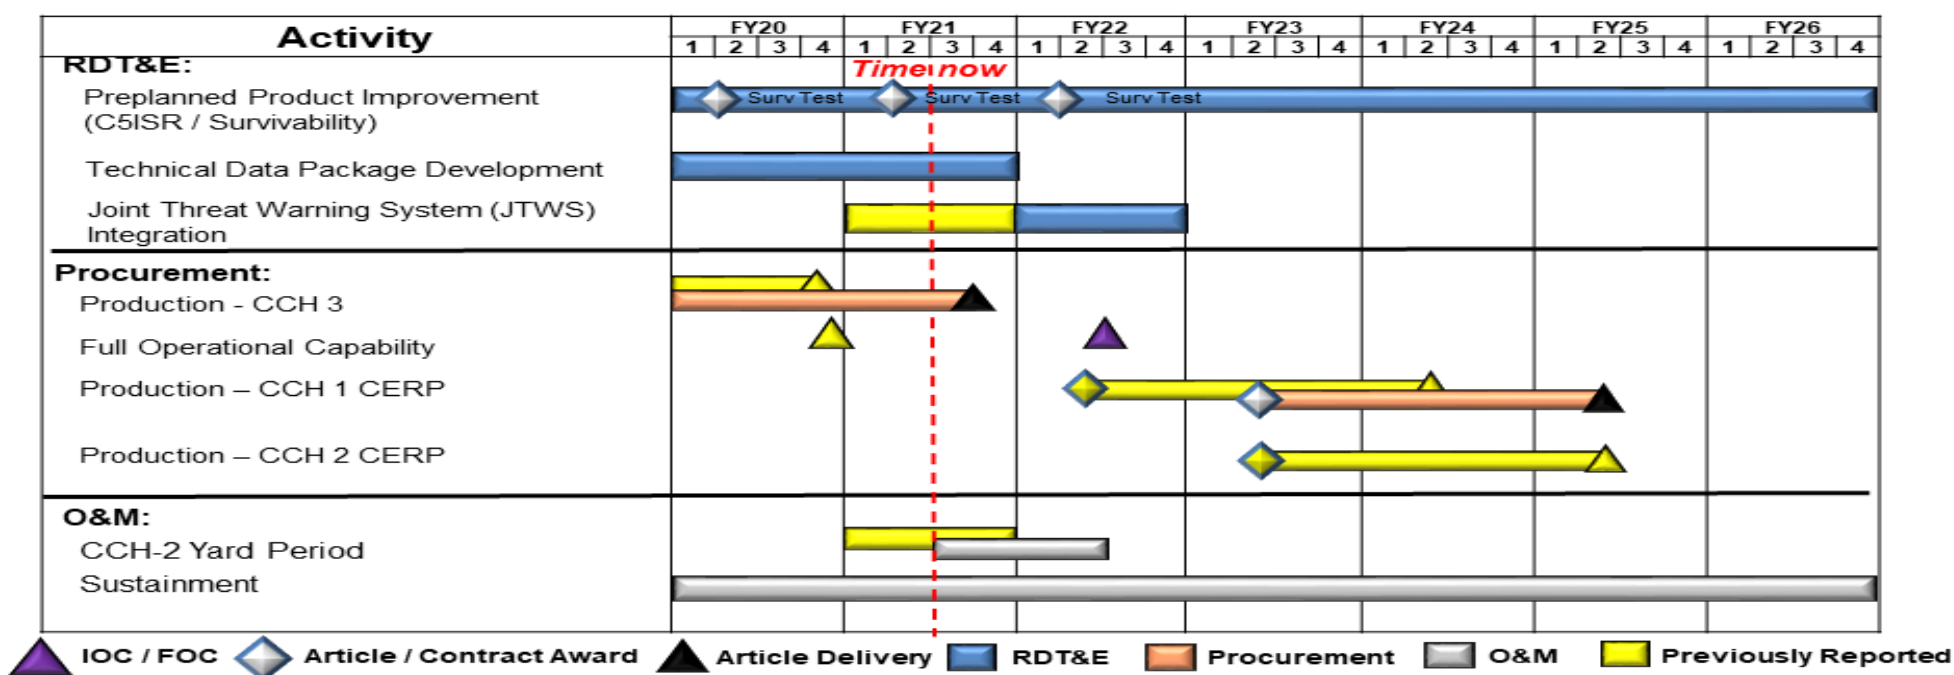 Activity
FY20 FY21 FY22 FY23 FY24 FY25 FY26
1 2 3 4 1 2 3 4 1 2 3 4 1 2 3 4 1 2 3 4 1 2 3 4 1 2 3 4
RDT&E:
Time now
Preplanned Product Improvement
(C5ISR / Survivability)
Surv Test Surv Test Surv Test
Technical Data Package Development
Joint Threat Warning System (JTWS)
Integration
Procurement:
Production - CCH 3
Full Operational Capability
Production – CCH 1 CERP
Production – CCH 2 CERP
O&M:
CCH-2 Yard Period
Sustainment
IOC / FOC Article / Contract Award Article Delivery RDT&E Procurement O&M Previously Reported